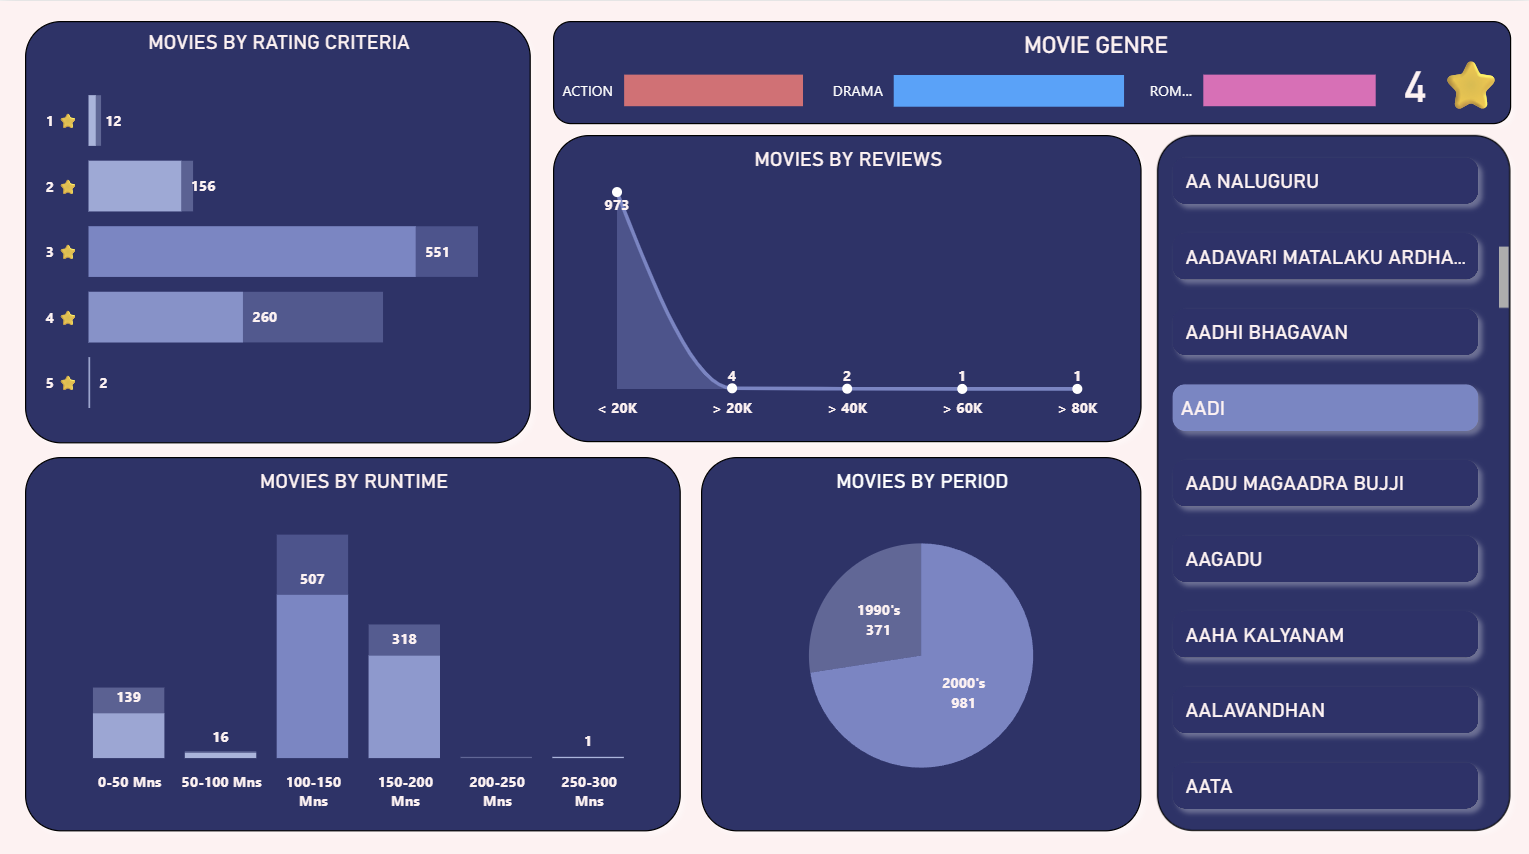 MOVIES BY RATING CRITERIA
1 12
2 156
3 551
4 260
5 2
MOVIE GENRE
ACTION DRAMA ROM... 4
MOVIES BY REVIEWS
973
4 2 1 1
< 20K > 20K > 40K > 60K > 80K
AA NALUGURU
AADAVARI MATALAKU ARDHA...
AADHI BHAGAVAN
AADI
AADU MAGAADRA BUJJI
AAGADU
AAHA KALYANAM
AALAVANDHAN
AATA
MOVIES BY RUNTIME
507
318
139
16 1
0-50 Mns 50-100 Mns 100-150 Mns 150-200 Mns 200-250 Mns 250-300 Mns
MOVIES BY PERIOD
1990's
371
2000's
981